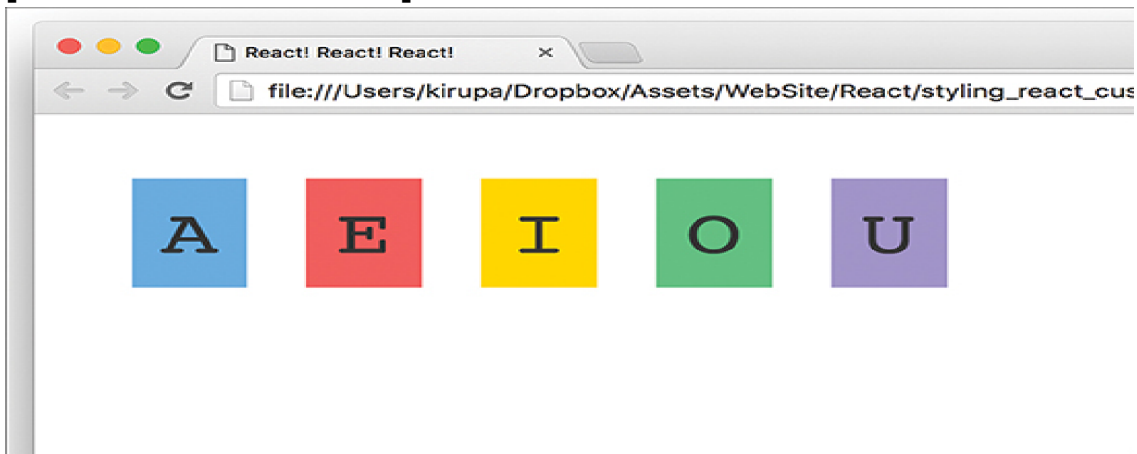 React! React! React!
file:///Users/kirupa/Dropbox/Assets/WebSite/React/styling_react_cus
A E I O U